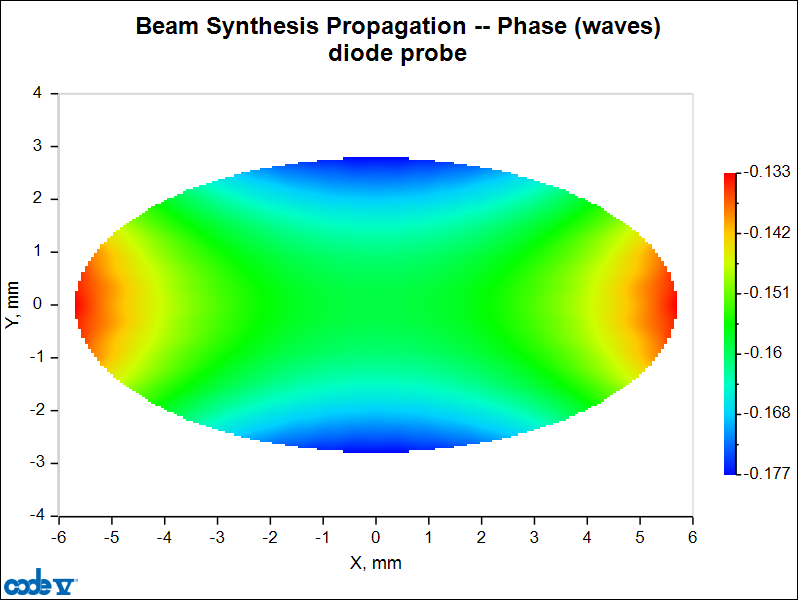 Beam Synthesis Propagation -- Phase (waves)
diode probe
4
3
2
1
0
-1
-2
-3
-4
Y, mm
-6 -5 -4 -3 -2 -1 0 1 2 3 4 5 6
X, mm
-0.133
-0.142
-0.151
-0.16
-0.168
-0.177
code V